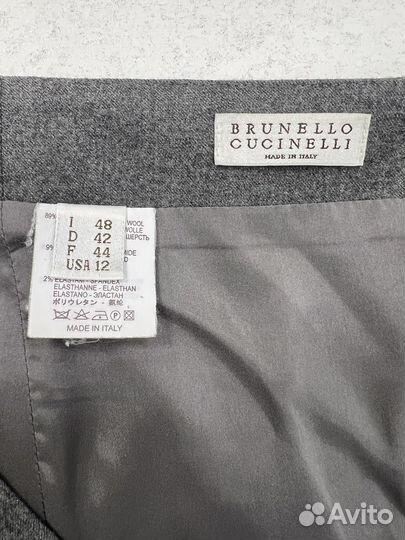 BRUNELLO
CUCINELLI
MADE IN ITALY
I 48
D 42
F 44
USA 12
89% WOOL
WOLLE
ШЕРСТЬ
9%
2% ELASTAN - SPANDEX
ELASTHANNE - ELASTHAN
ELASTANO - ЭЛАСТАН
ポリウレタン -
MADE IN ITALY
Avito